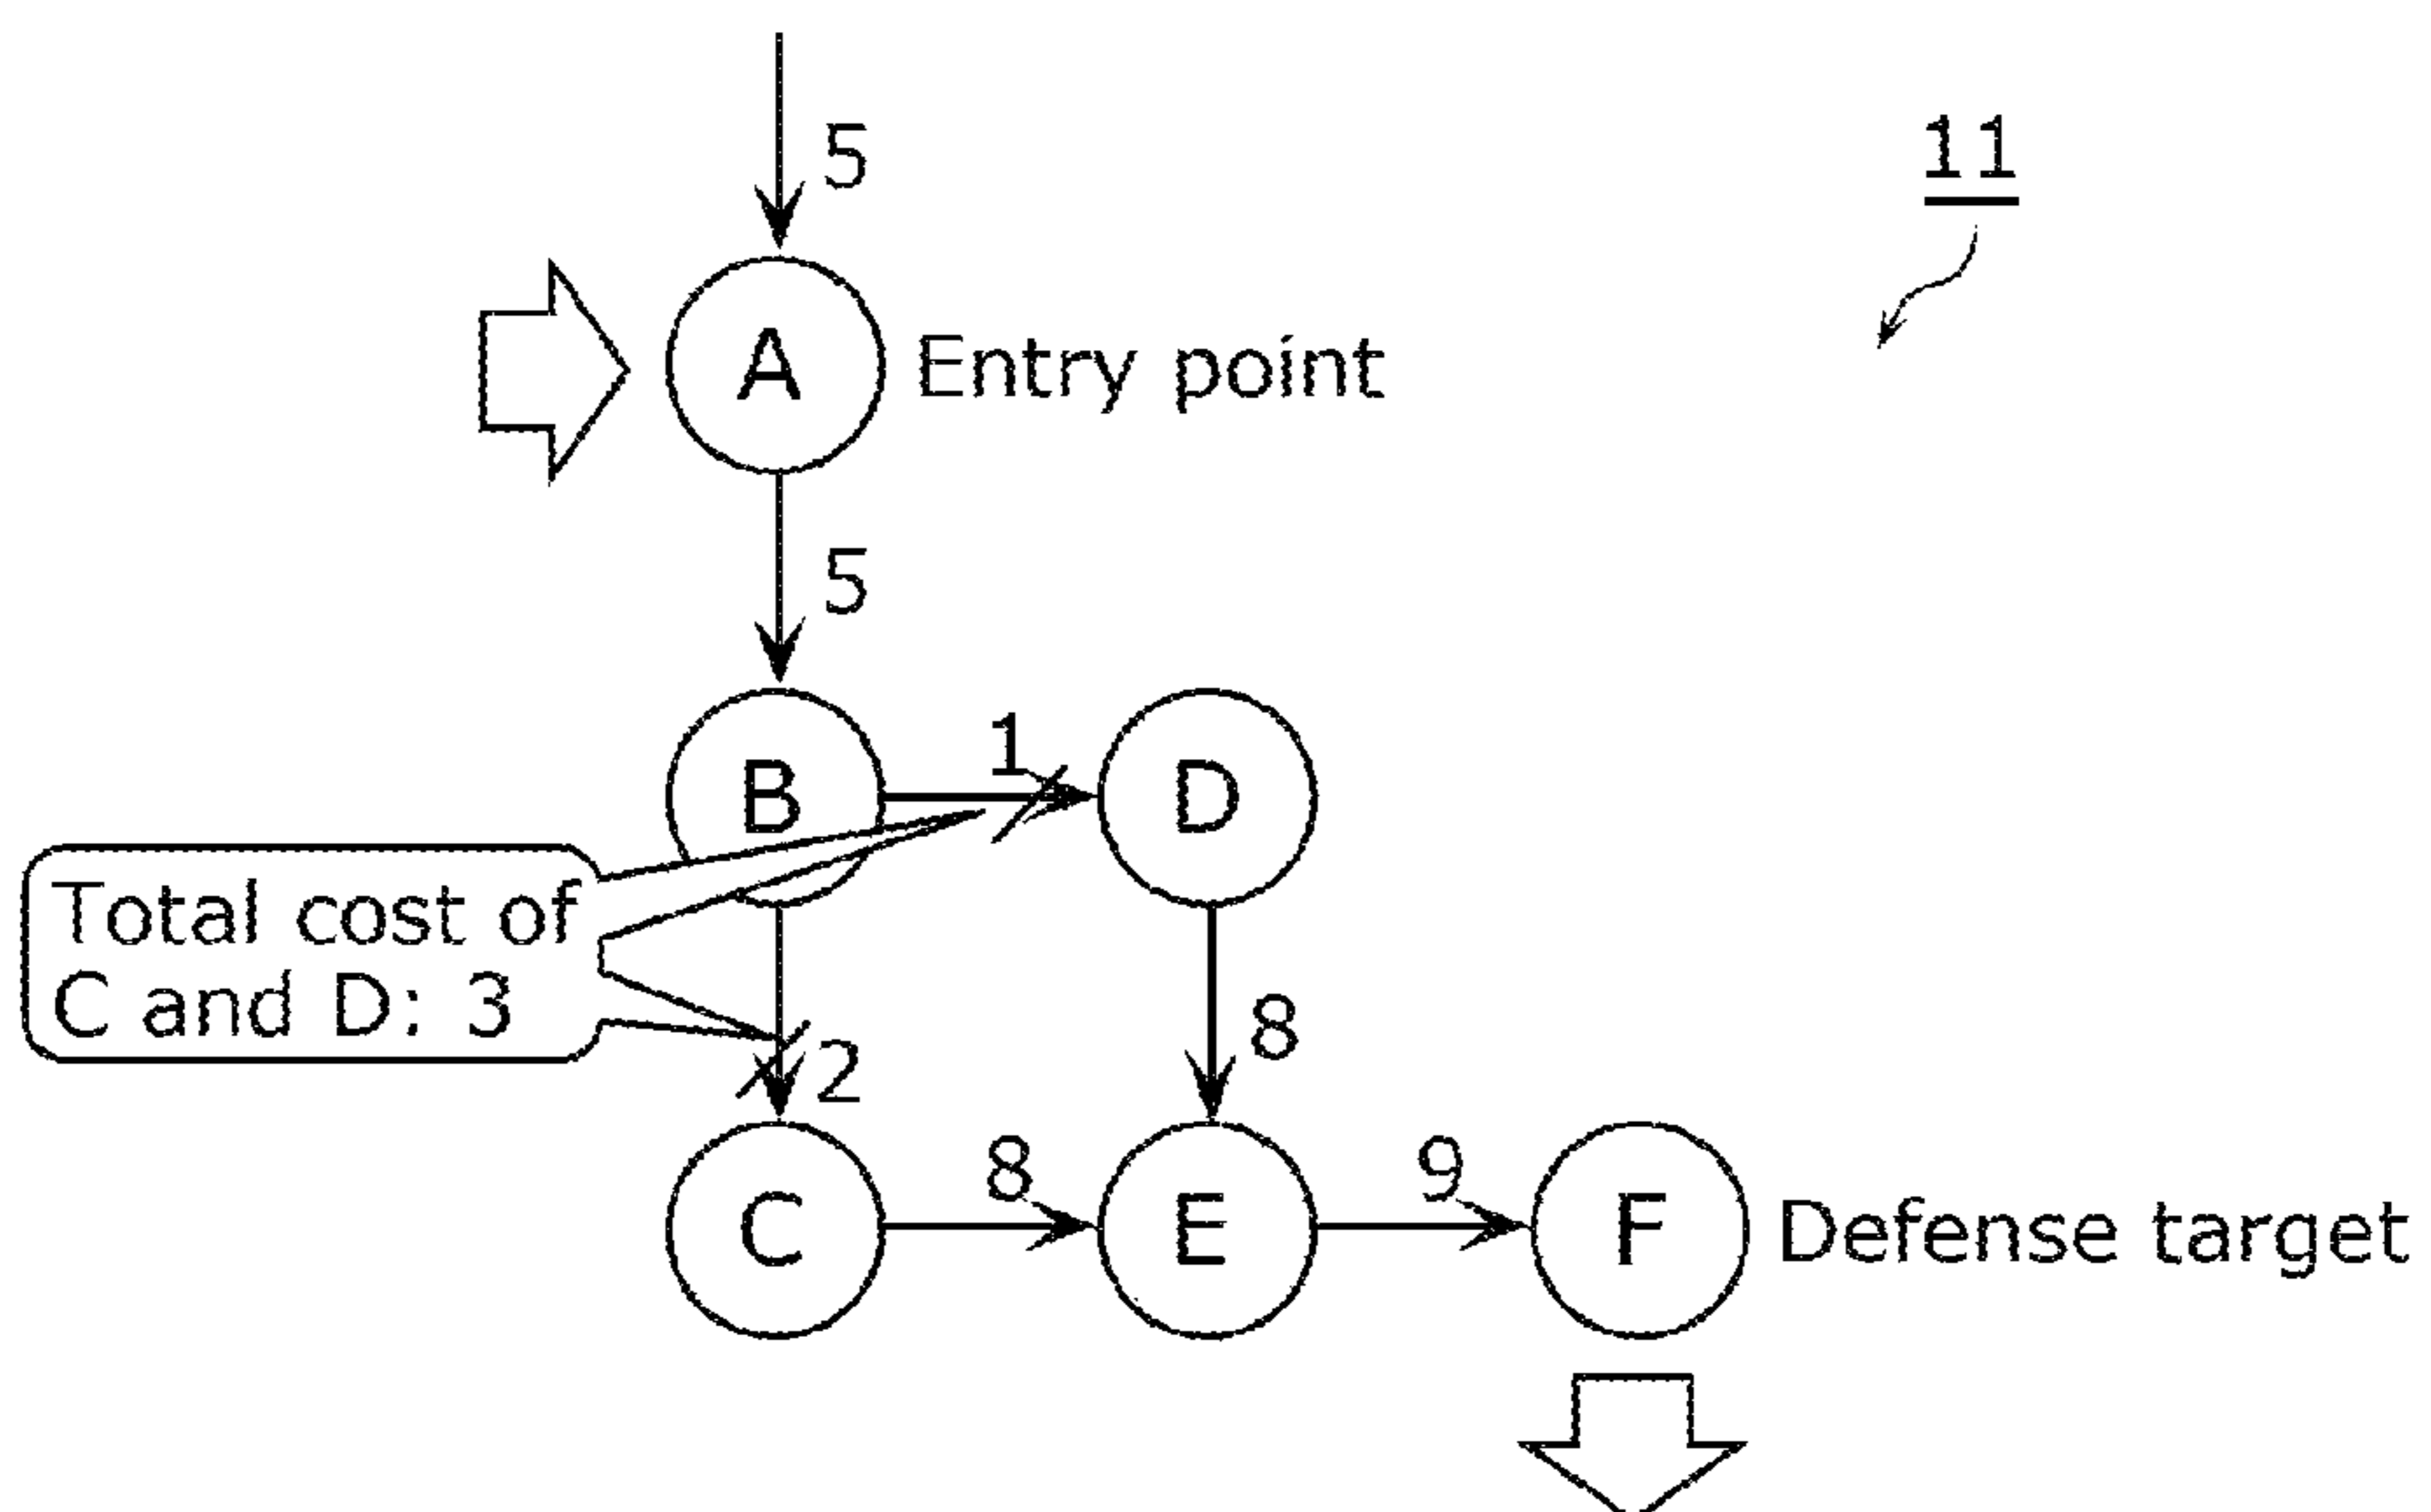 5
11
A Entry point
5
B
1
D
Total cost of
C and D: 3
2
8
C
8
E
9
F
Defense target